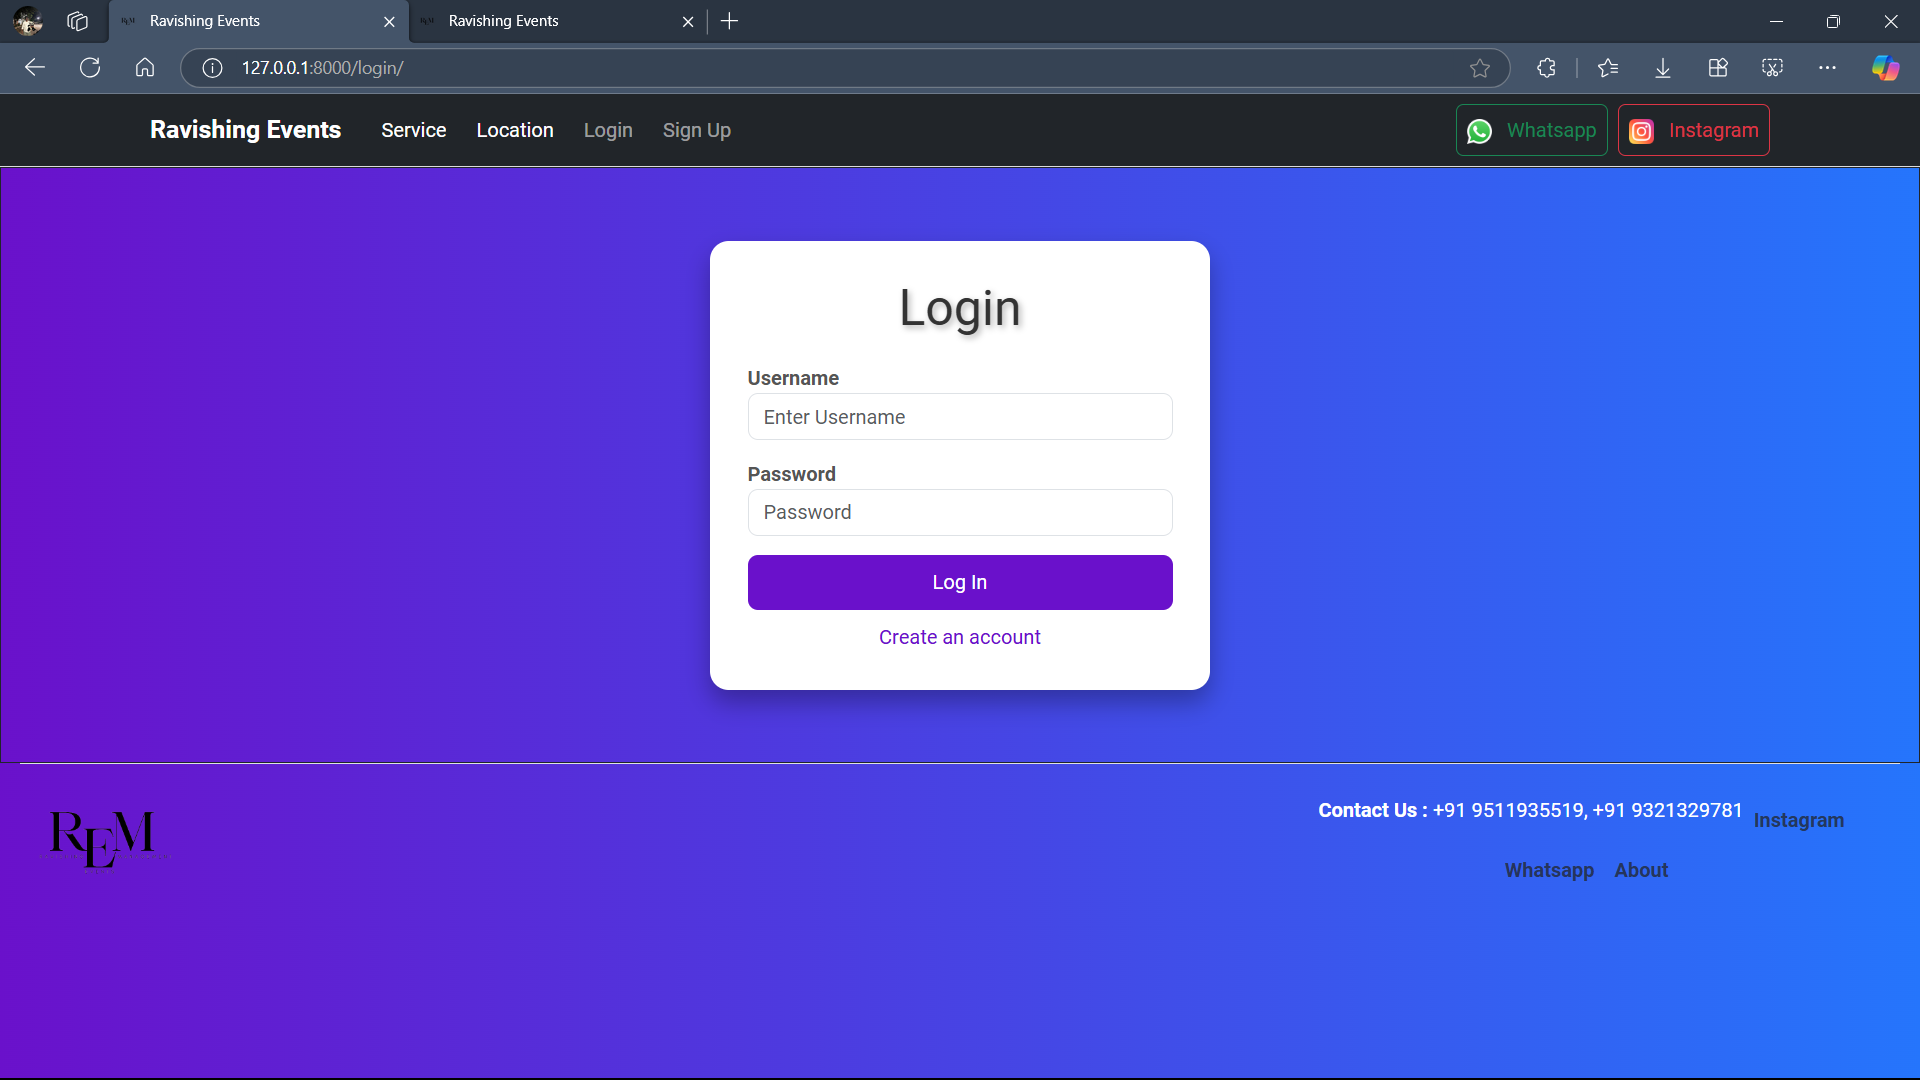 Ravishing Events
Ravishing Events
127.0.0.1:8000/login/
Ravishing Events Service Location Login Sign Up Whatsapp Instagram
Login
Username
Enter Username
Password
Password
Log In
Create an account
REM
Contact Us : +91 9511935519, +91 9321329781 Instagram
Whatsapp About